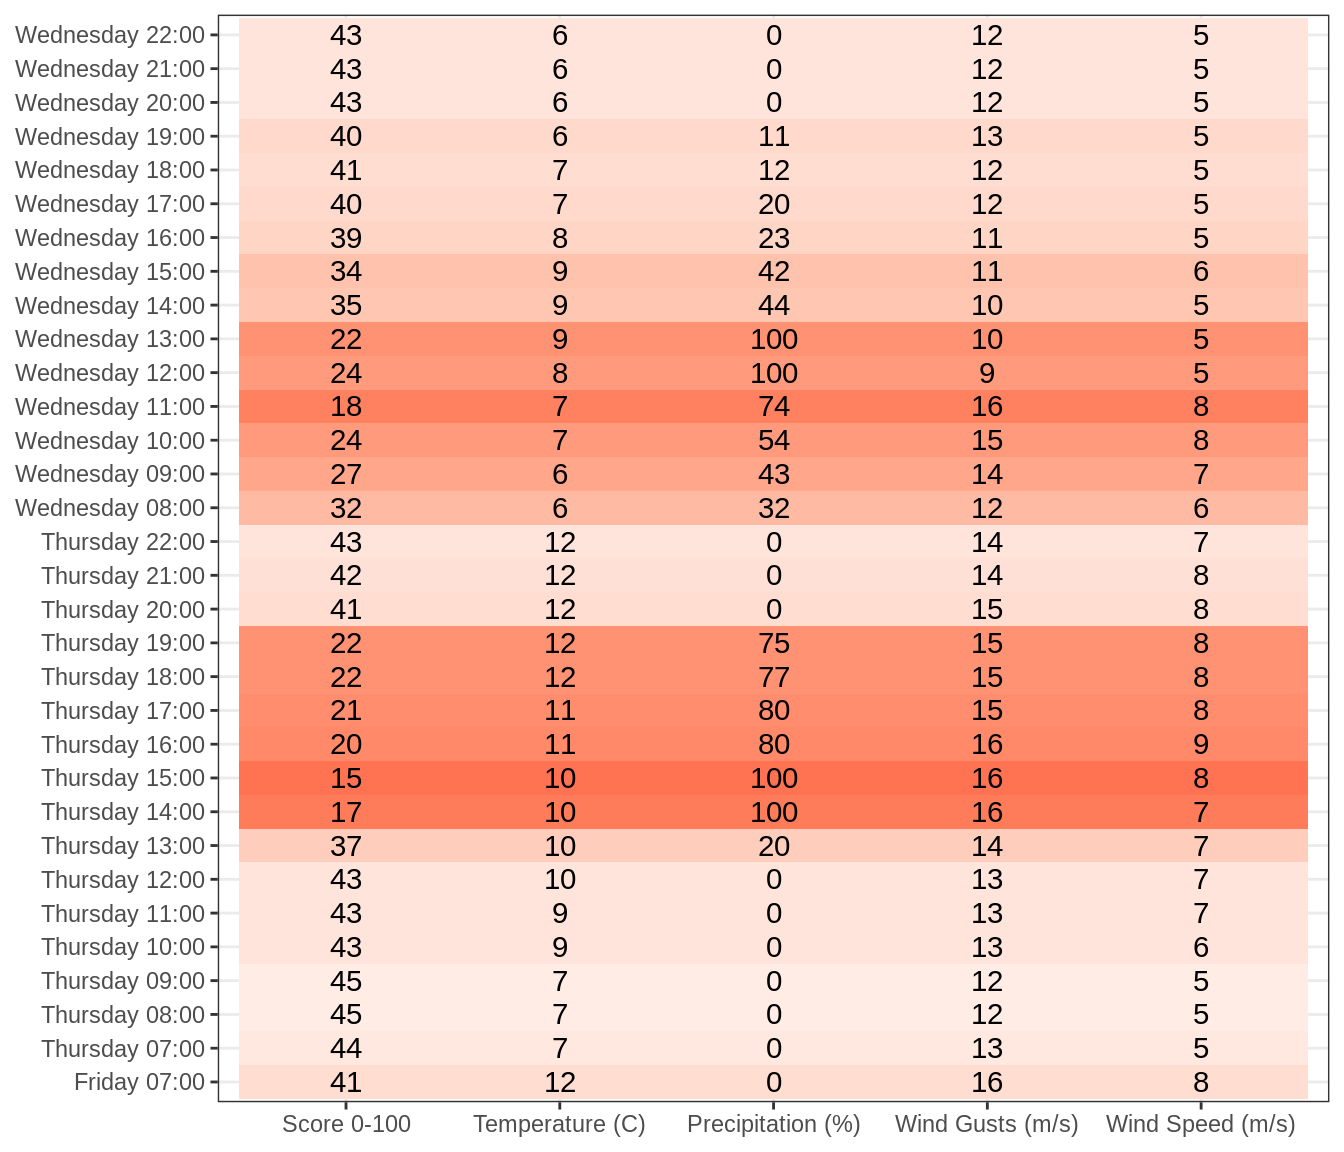 Wednesday 22:00 43 6 0 12 5
Wednesday 21:00 43 6 0 12 5
Wednesday 20:00 43 6 0 12 5
Wednesday 19:00 40 6 11 13 5
Wednesday 18:00 41 7 12 12 5
Wednesday 17:00 40 7 20 12 5
Wednesday 16:00 39 8 23 11 5
Wednesday 15:00 34 9 42 11 6
Wednesday 14:00 35 9 44 10 5
Wednesday 13:00 22 9 100 10 5
Wednesday 12:00 24 8 100 9 5
Wednesday 11:00 18 7 74 16 8
Wednesday 10:00 24 7 54 15 8
Wednesday 09:00 27 6 43 14 7
Wednesday 08:00 32 6 32 12 6
Thursday 22:00 43 12 0 14 7
Thursday 21:00 42 12 0 14 8
Thursday 20:00 41 12 0 15 8
Thursday 19:00 22 12 75 15 8
Thursday 18:00 22 12 77 15 8
Thursday 17:00 21 11 80 15 8
Thursday 16:00 20 11 80 16 9
Thursday 15:00 15 10 100 16 8
Thursday 14:00 17 10 100 16 7
Thursday 13:00 37 10 20 14 7
Thursday 12:00 43 10 0 13 7
Thursday 11:00 43 9 0 13 7
Thursday 10:00 43 9 0 13 6
Thursday 09:00 45 7 0 12 5
Thursday 08:00 45 7 0 12 5
Thursday 07:00 44 7 0 13 5
Friday 07:00 41 12 0 16 8
Score 0-100 Temperature (C) Precipitation (%) Wind Gusts (m/s) Wind Speed (m/s)